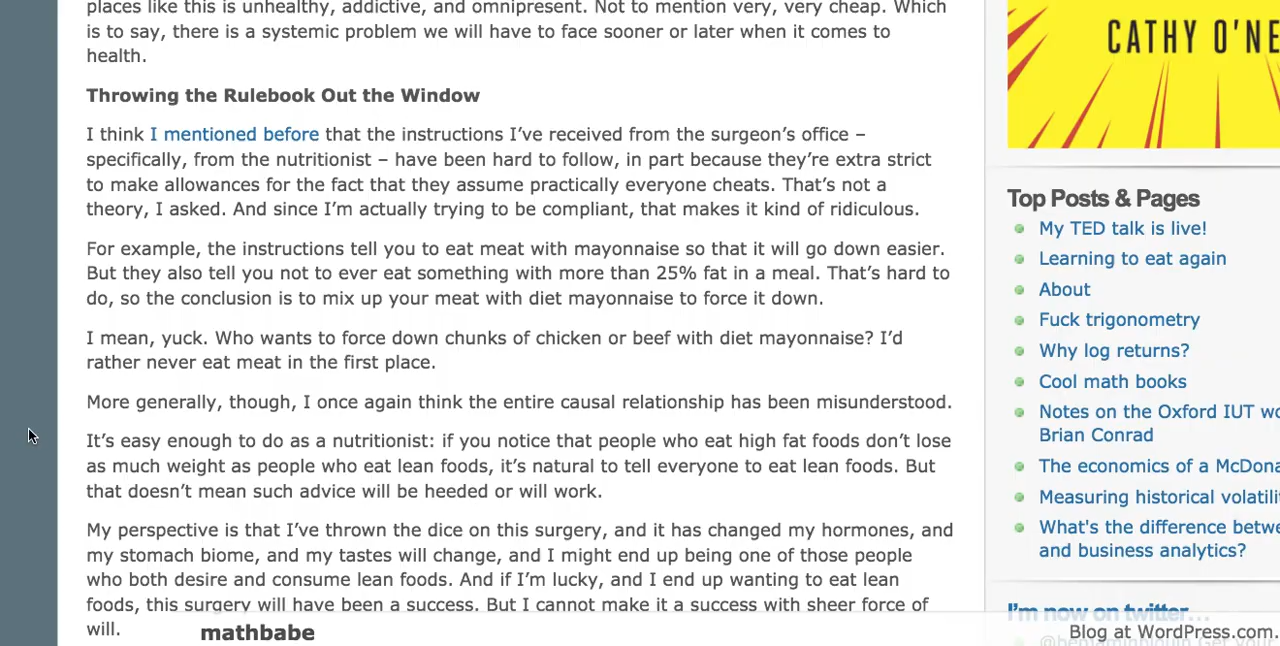 places like this is unhealthy, addictive, and omnipresent. Not to mention very, very cheap. Which
is to say, there is a systemic problem we will have to face sooner or later when it comes to
health.
Throwing the Rulebook Out the Window
I think I mentioned before that the instructions I’ve received from the surgeon’s office –
specifically, from the nutritionist – have been hard to follow, in part because they’re extra strict
to make allowances for the fact that they assume practically everyone cheats. That’s not a
theory, I asked. And since I’m actually trying to be compliant, that makes it kind of ridiculous.
For example, the instructions tell you to eat meat with mayonnaise so that it will go down easier.
But they also tell you not to ever eat something with more than 25% fat in a meal. That’s hard to
do, so the conclusion is to mix up your meat with diet mayonnaise to force it down.
I mean, yuck. Who wants to force down chunks of chicken or beef with diet mayonnaise? I’d
rather never eat meat in the first place.
More generally, though, I once again think the entire causal relationship has been misunderstood.
It’s easy enough to do as a nutritionist: if you notice that people who eat high fat foods don’t lose
as much weight as people who eat lean foods, it’s natural to tell everyone to eat lean foods. But
that doesn’t mean such advice will be heeded or will work.
My perspective is that I’ve thrown the dice on this surgery, and it has changed my hormones, and
my stomach biome, and my tastes will change, and I might end up being one of those people
who both desire and consume lean foods. And if I’m lucky, and I end up wanting to eat lean
foods, this surgery will have been a success. But I cannot make it a success with sheer force of
will.
CATHY O'NE
Top Posts & Pages
My TED talk is live!
Learning to eat again
About
Fuck trigonometry
Why log returns?
Cool math books
Notes on the Oxford IUT wo
Brian Conrad
The economics of a McDona
Measuring historical volatili
What's the difference betwe
and business analytics?
I’m now on twitter…
mathbabe
Blog at WordPress.com.